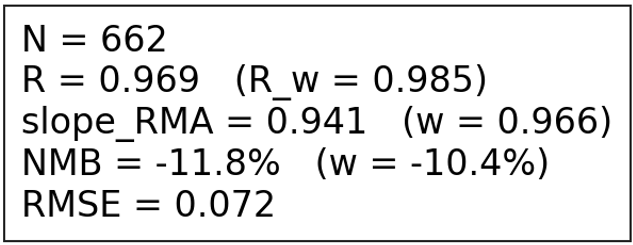 N = 662
R = 0.969   (R_w = 0.985)
slope_RMA = 0.941   (w = 0.966)
NMB = -11.8%   (w = -10.4%)
RMSE = 0.072